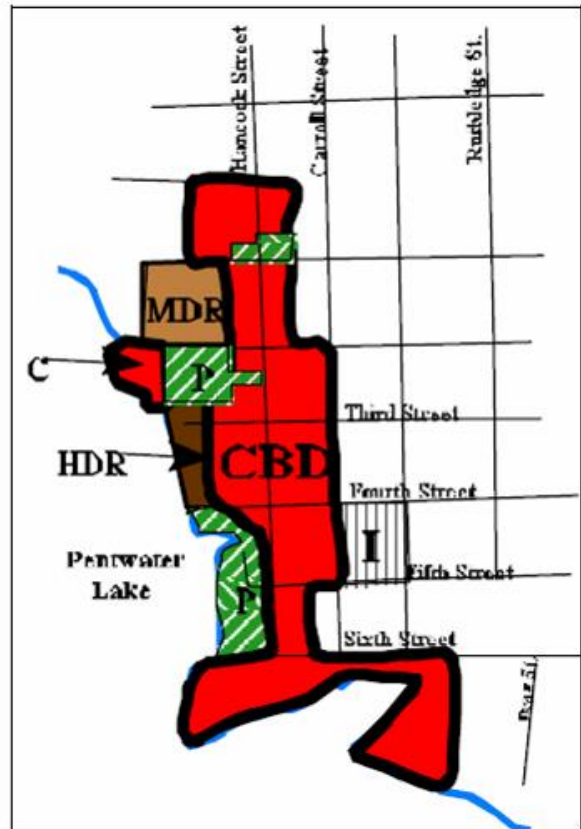 Hancock Street
Carroll Street
Rutledge St.
MDR
C
P
Third Street
HDR
CBD
Fourth Street
I
Pentwater
Lake
Fifth Street
P
Sixth Street